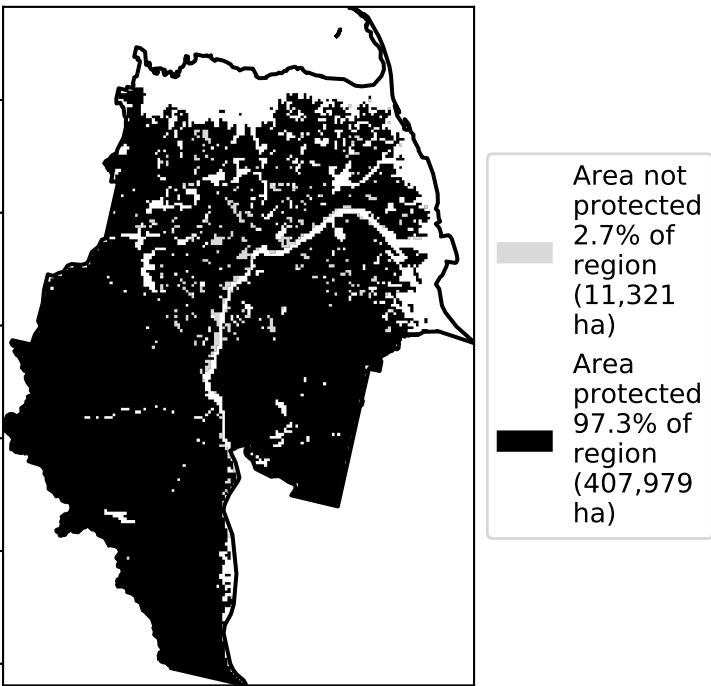 Area not
protected
2.7% of
region
(11,321
ha)
Area
protected
97.3% of
region
(407,979
ha)